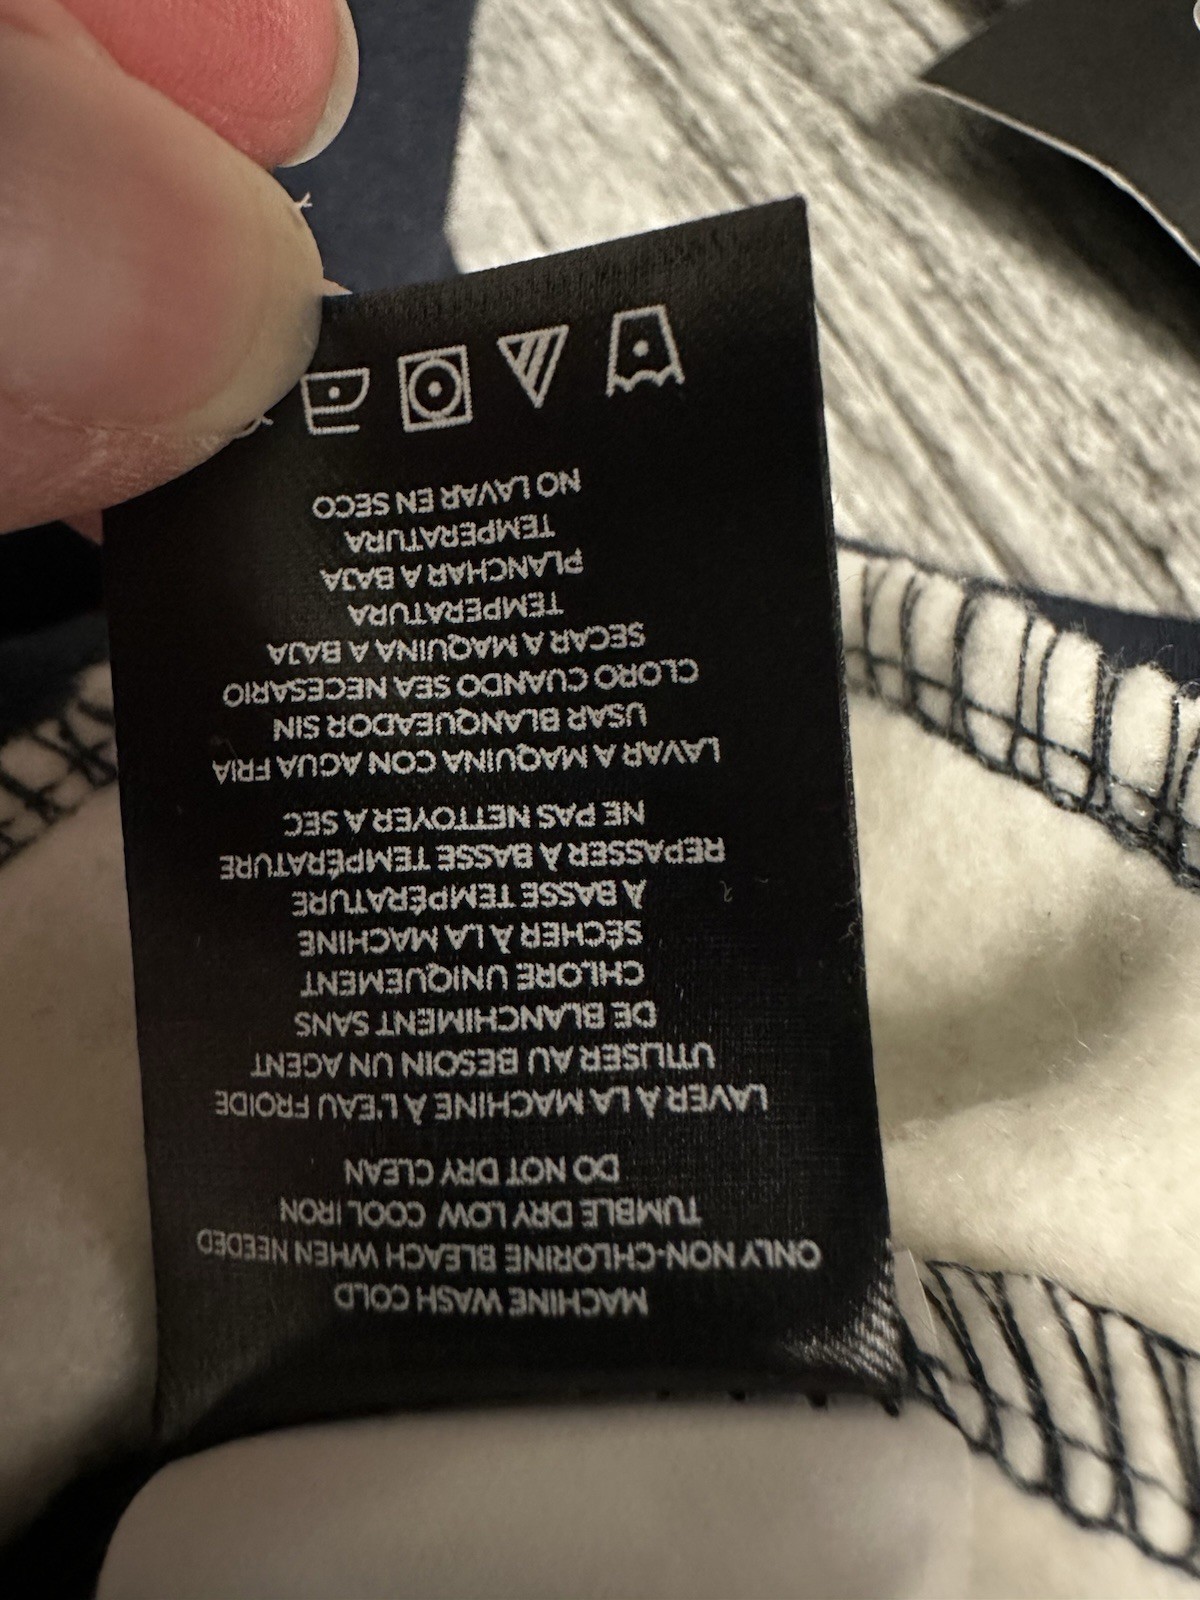 MACHINE WASH COLD
ONLY NON-CHLORINE BLEACH WHEN NEEDED
TUMBLE DRY LOW COOL IRON
DO NOT DRY CLEAN
LAVER À LA MACHINE À L'EAU FROIDE
UTILISER AU BESOIN UN AGENT
DE BLANCHIMENT SANS
CHLORE UNIQUEMENT
SÉCHER À LA MACHINE
À BASSE TEMPÉRATURE
REPASSER À BASSE TEMPÉRATURE
NE PAS NETTOYER A SEC
LAVAR A MAQUINA CON AGUA FRIA
USAR BLANQUEADOR SIN
CLORO CUANDO SEA NECESARIO
SECAR A MAQUINA A BAJA
TEMPERATURA
PLANCHAR A BAJA
TEMPERATURA
NO LAVAR EN SECO